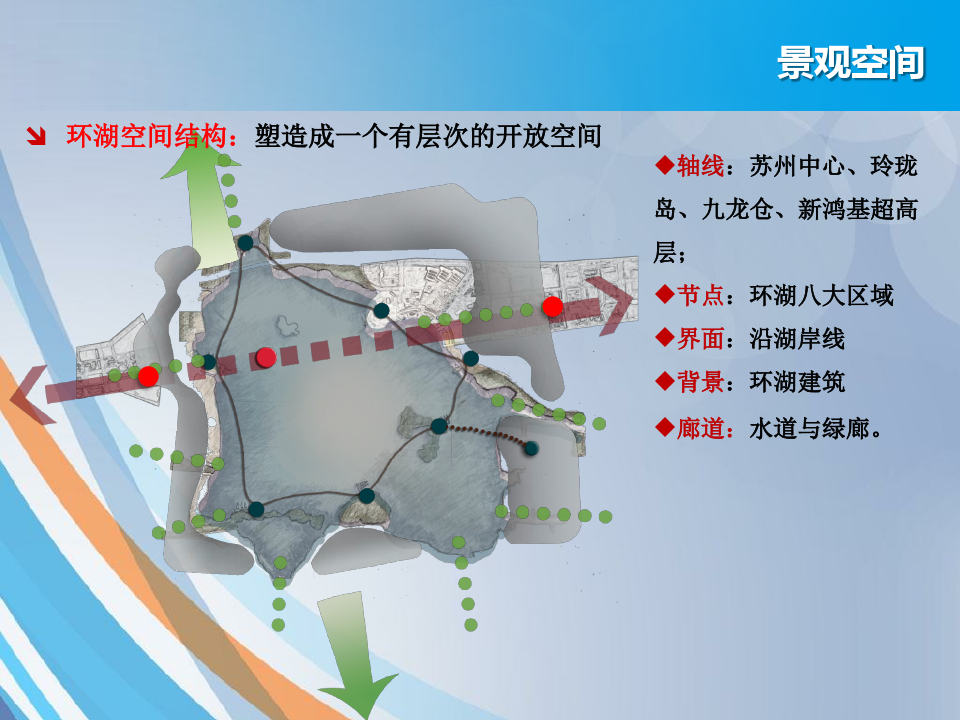 景观空间
环湖空间结构：塑造成一个有层次的开放空间
◆轴线：苏州中心、玲珑
岛、九龙仓、新鸿基超高
层；
◆节点：环湖八大区域
◆界面：沿湖岸线
◆背景：环湖建筑
◆廊道：水道与绿廊。